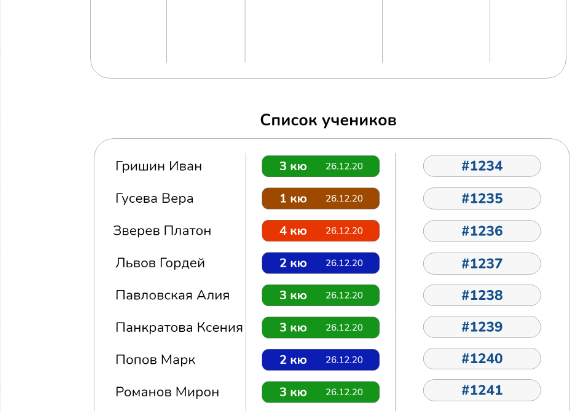 Список учеников
Гришин Иван 3 кю 26.12.20 #1234
Гусева Вера 1 кю 26.12.20 #1235
Зверев Платон 4 кю 26.12.20 #1236
Львов Гордей 2 кю 26.12.20 #1237
Павловская Алия 3 кю 26.12.20 #1238
Панкратова Ксения 3 кю 26.12.20 #1239
Попов Марк 2 кю 26.12.20 #1240
Романов Мирон 3 кю 26.12.20 #1241